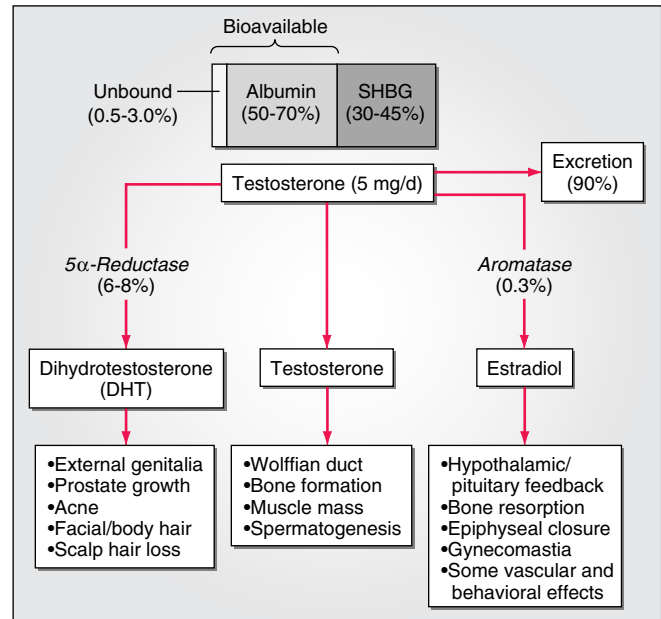 Bioavailable
Unbound
(0.5-3.0%)
Albumin
(50-70%)
SHBG
(30-45%)
Testosterone (5 mg/d)
Excretion
(90%)
5α-Reductase
(6-8%)
Aromatase
(0.3%)
Dihydrotestosterone
(DHT)
Testosterone
Estradiol
•External genitalia
•Prostate growth
•Acne
•Facial/body hair
•Scalp hair loss
•Wolffian duct
•Bone formation
•Muscle mass
•Spermatogenesis
•Hypothalamic/
pituitary feedback
•Bone resorption
•Epiphyseal closure
•Gynecomastia
•Some vascular and
behavioral effects